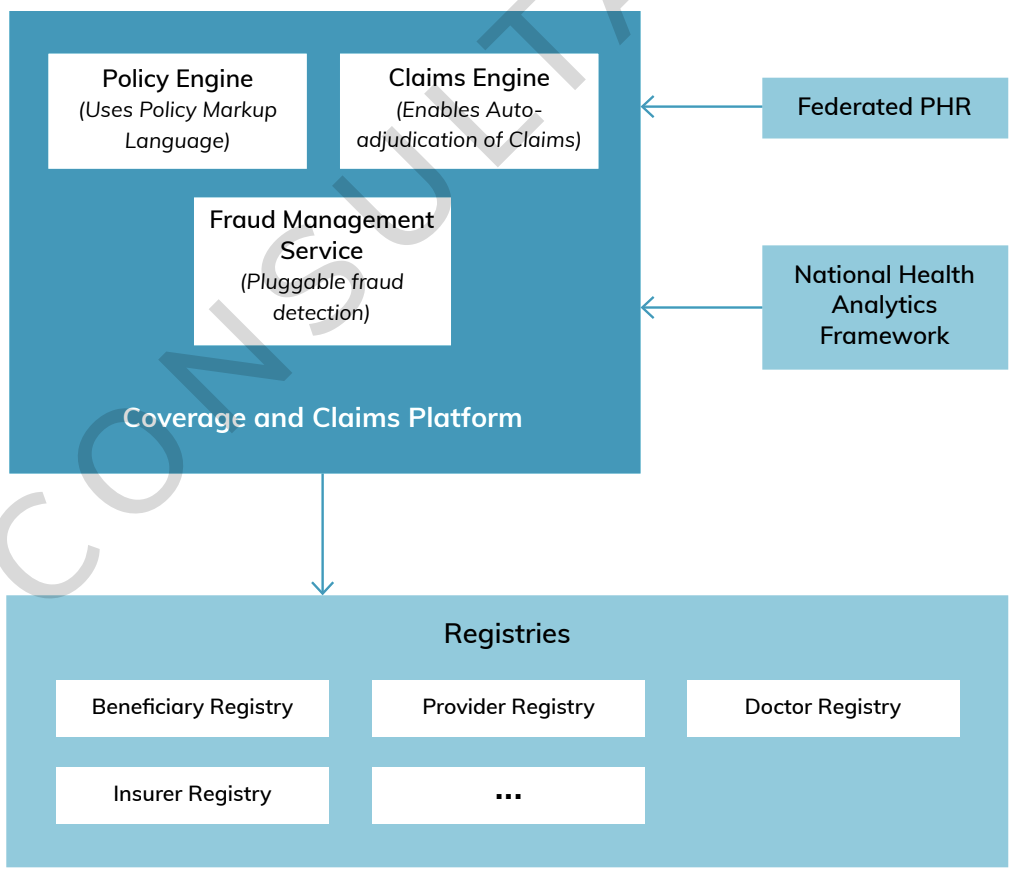 Policy Engine
(Uses Policy Markup
Language)
Claims Engine
(Enables Auto-
adjudication of Claims)
Federated PHR
Fraud Management
Service
(Pluggable fraud
detection)
National Health
Analytics
Framework
Coverage and Claims Platform
Registries
Beneficiary Registry
Provider Registry
Doctor Registry
Insurer Registry
...
CONSULTA